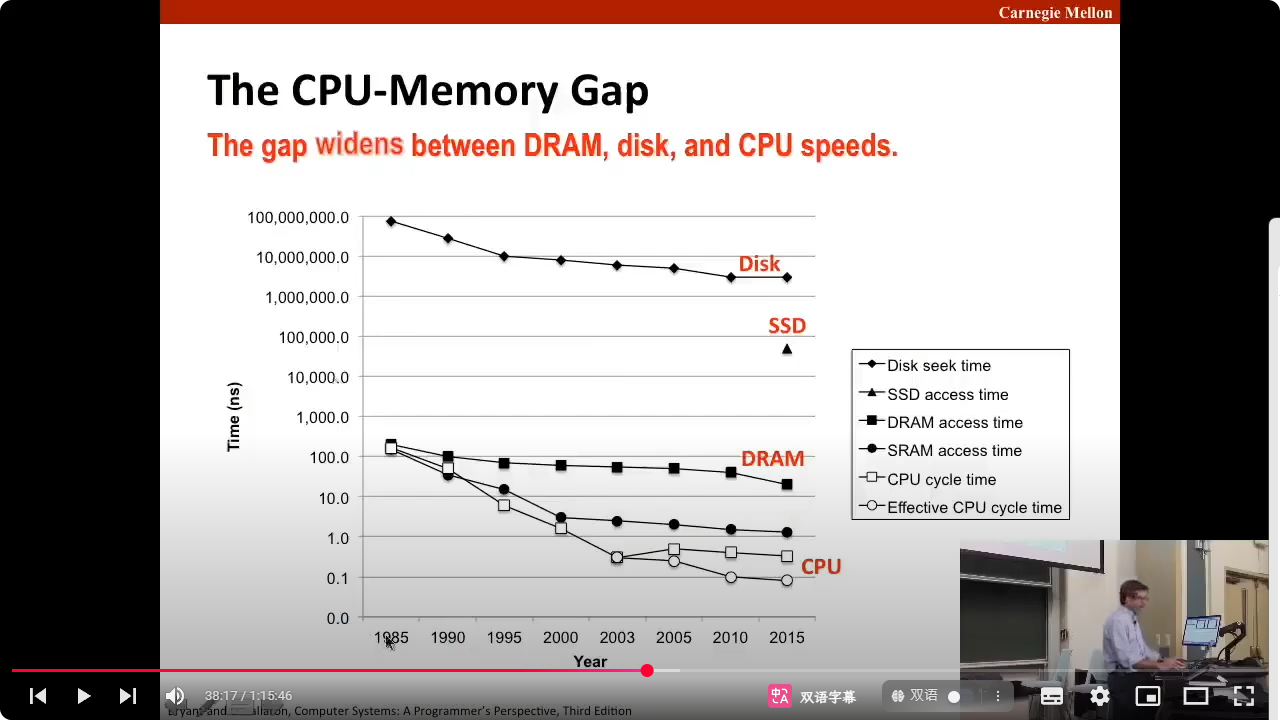 Carnegie Mellon
The CPU-Memory Gap
The gap widens between DRAM, disk, and CPU speeds.
100,000,000.0
10,000,000.0
1,000,000.0
100,000.0
10,000.0
1,000.0
100.0
10.0
1.0
0.1
0.0
Time (ns)
Disk
SSD
DRAM
CPU
1985 1990 1995 2000 2003 2005 2010 2015
Year
Disk seek time
SSD access time
DRAM access time
SRAM access time
CPU cycle time
Effective CPU cycle time
38:17 / 1:15:46
中 A 双语字幕
双语
Computer Systems: A Programmer's Perspective, Third Edition